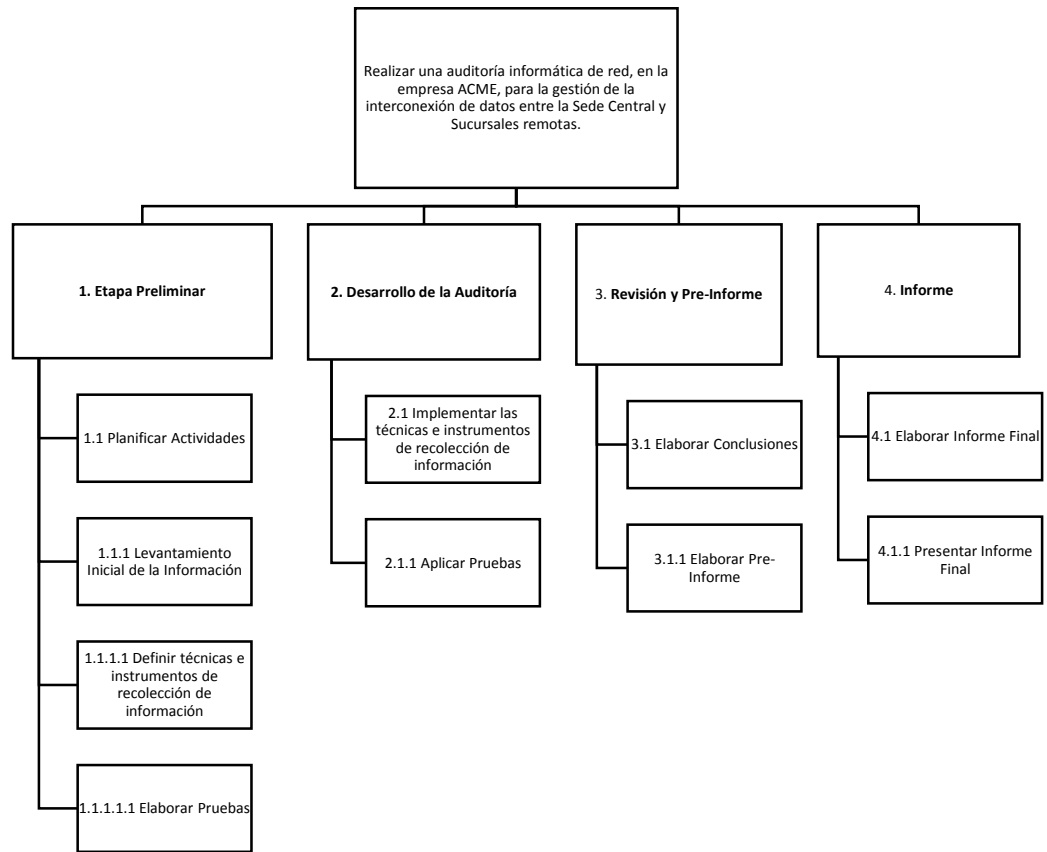 Realizar una auditoría informática de red, en la
empresa ACME, para la gestión de la
interconexión de datos entre la Sede Central y
Sucursales remotas.
1. Etapa Preliminar
2. Desarrollo de la Auditoría
3. Revisión y Pre-Informe
4. Informe
1.1 Planificar Actividades
1.1.1 Levantamiento
Inicial de la Información
1.1.1.1 Definir técnicas e
instrumentos de
recolección de
información
1.1.1.1.1 Elaborar Pruebas
2.1 Implementar las
técnicas e instrumentos
de recolección de
información
2.1.1 Aplicar Pruebas
3.1 Elaborar Conclusiones
3.1.1 Elaborar Pre-
Informe
4.1 Elaborar Informe Final
4.1.1 Presentar Informe
Final